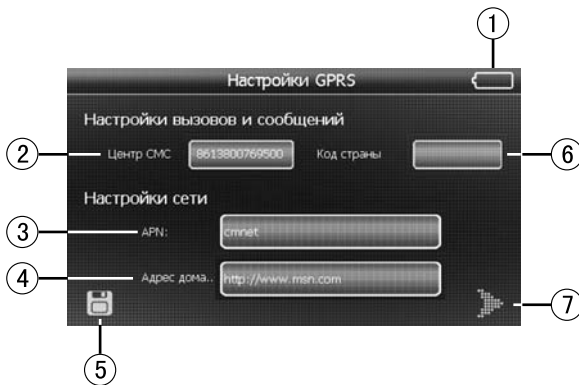 1
Настройки GPRS
Настройки вызовов и сообщений
2 Центр СМС 8613800769500 Код страны 6
Настройки сети
3 APN: cmnet
4 Адрес дома.. http://www.msn.com
7
5